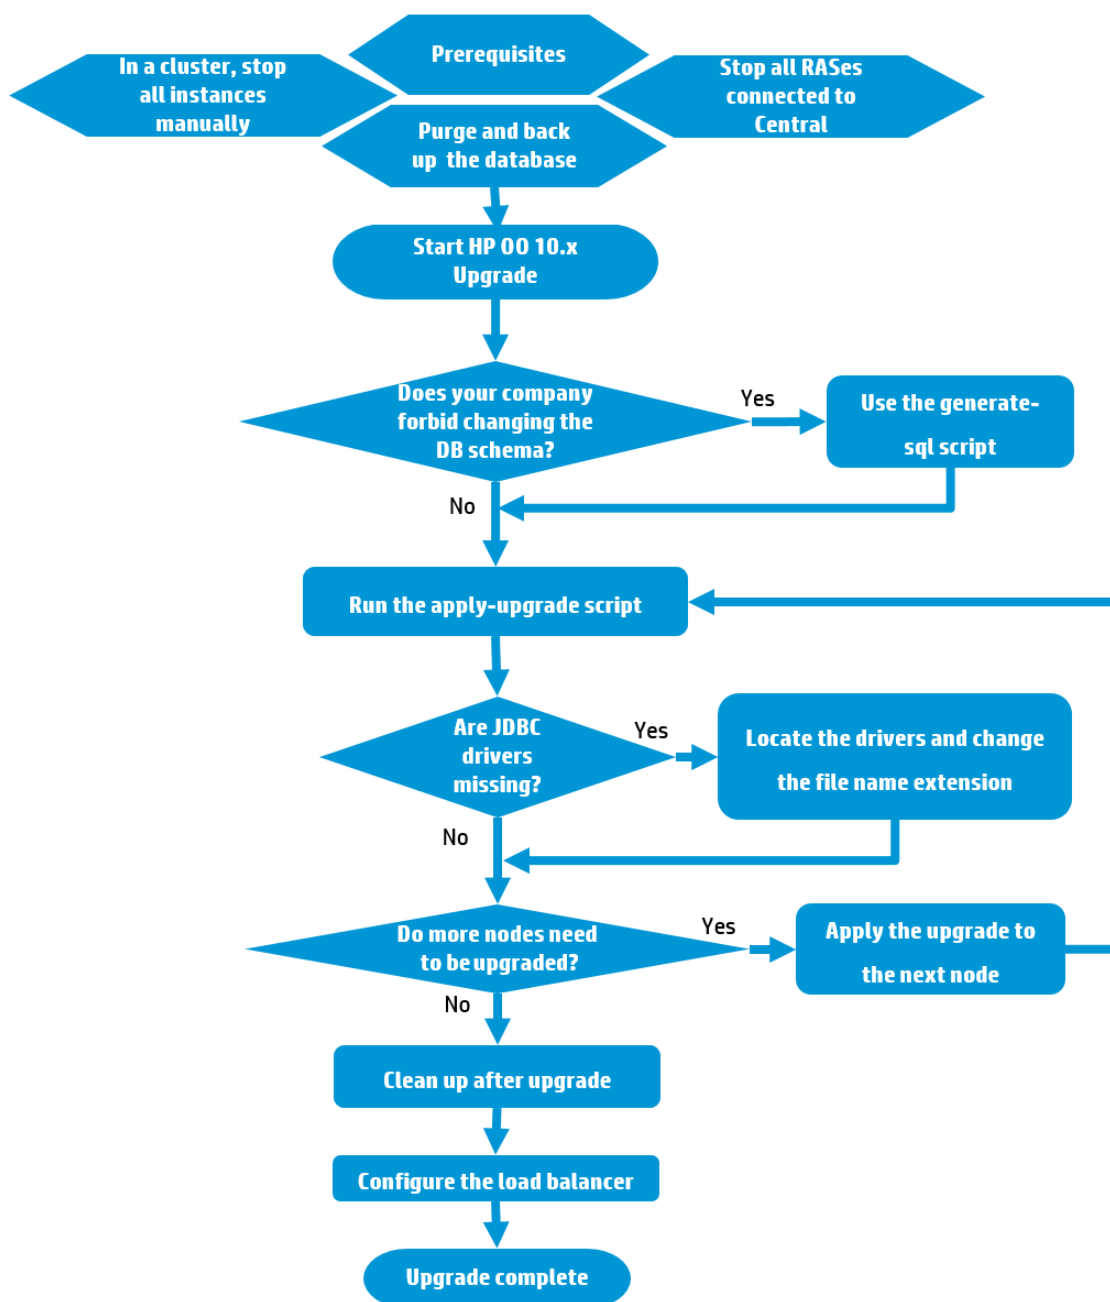 Prerequisites
In a cluster, stop
all instances
manually
Stop all RASes
connected to
Central
Purge and back
up the database
Start HP OO 10.x
Upgrade
Does your company
forbid changing the
DB schema?
Yes
Use the generate-
sql script
No
Run the apply-upgrade script
Are JDBC
drivers
missing?
Yes
Locate the drivers and change
the file name extension
No
Do more nodes need
to be upgraded?
Yes
Apply the upgrade to
the next node
No
Clean up after upgrade
Configure the load balancer
Upgrade complete